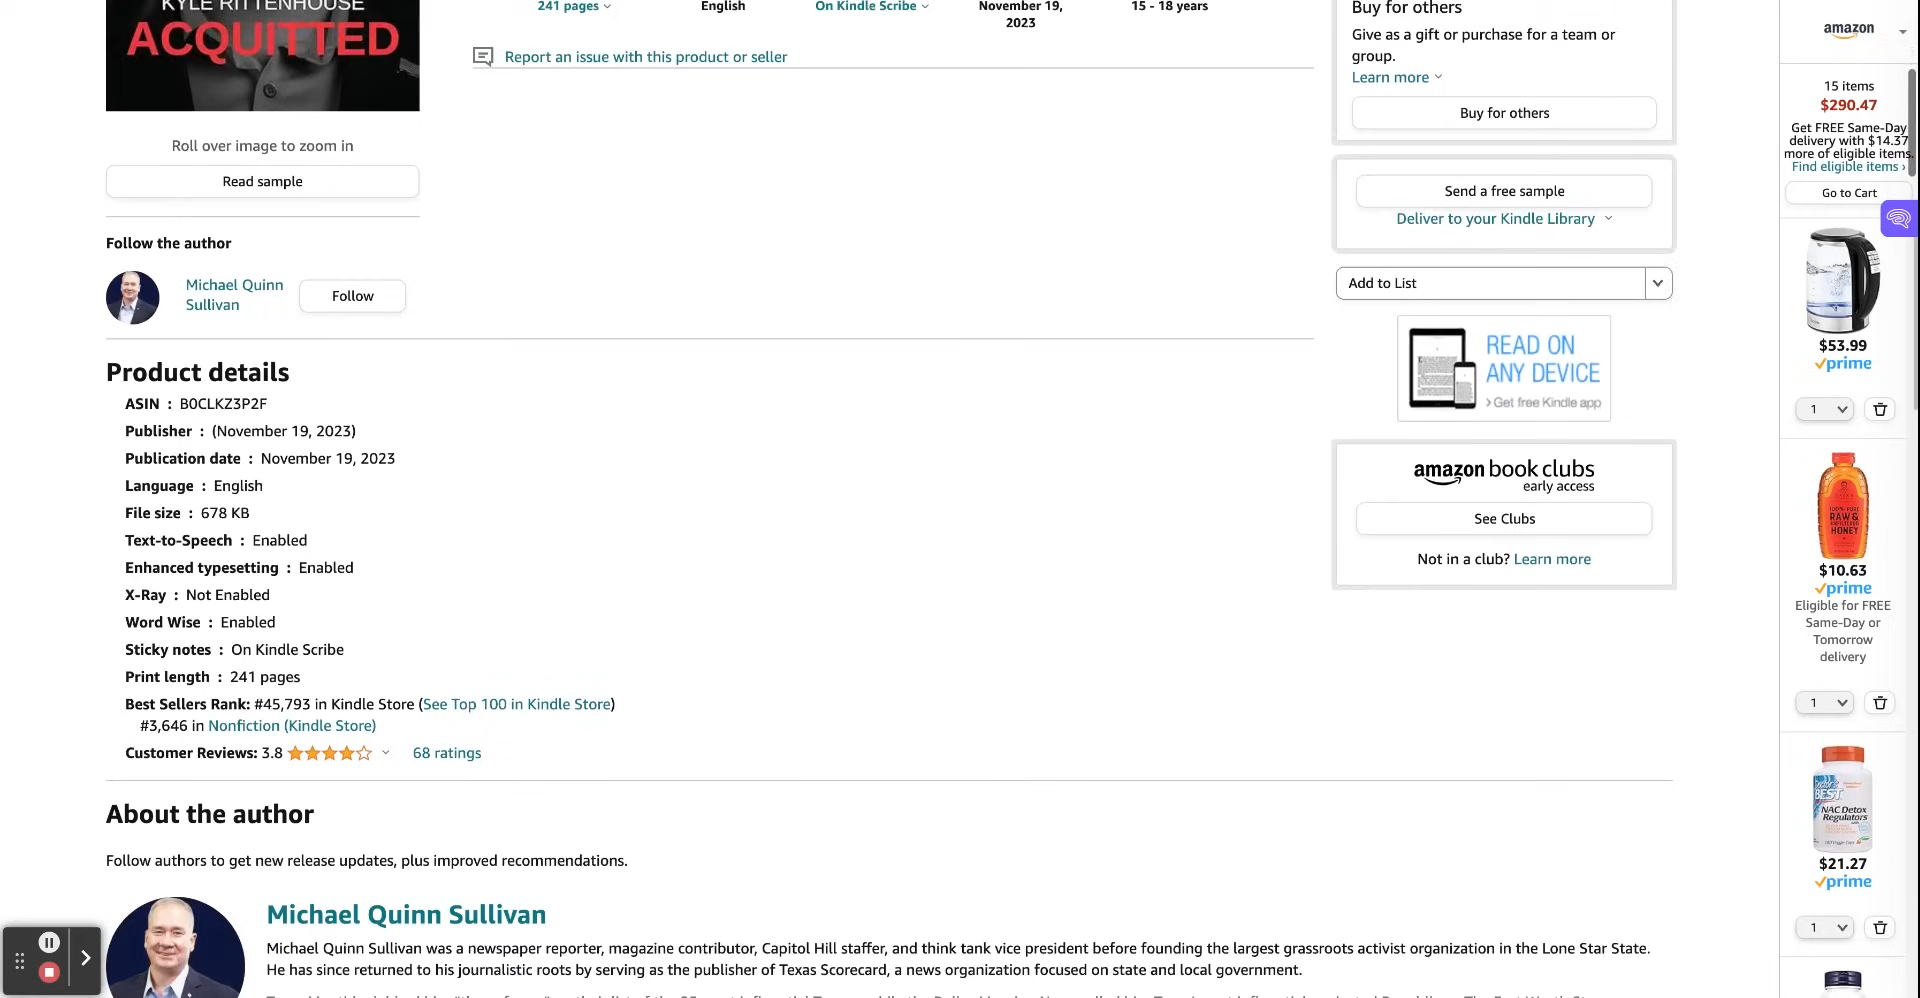 KYLE RITTENHOUSE
ACQUITTED
Roll over image to zoom in
Read sample
Follow the author
Michael Quinn
Sullivan
Follow
241 pages
English
On Kindle Scribe
November 19,
2023
15 - 18 years
Report an issue with this product or seller
Product details
ASIN : B0CLKZ3P2F
Publisher : (November 19, 2023)
Publication date : November 19, 2023
Language : English
File size : 678 KB
Text-to-Speech : Enabled
Enhanced typesetting : Enabled
X-Ray : Not Enabled
Word Wise : Enabled
Sticky notes : On Kindle Scribe
Print length : 241 pages
Best Sellers Rank: #45,793 in Kindle Store (See Top 100 in Kindle Store)
#3,646 in Nonfiction (Kindle Store)
Customer Reviews: 3.8 68 ratings
About the author
Follow authors to get new release updates, plus improved recommendations.
Michael Quinn Sullivan
Michael Quinn Sullivan was a newspaper reporter, magazine contributor, Capitol Hill staffer, and think tank vice president before founding the largest grassroots activist organization in the Lone Star State.
He has since returned to his journalistic roots by serving as the publisher of Texas Scorecard, a news organization focused on state and local government.
Buy for others
Give as a gift or purchase for a team or
group.
Learn more
Buy for others
Send a free sample
Deliver to your Kindle Library
Add to List
READ ON
ANY DEVICE
› Get free Kindle app
amazon book clubs
early access
See Clubs
Not in a club? Learn more
amazon
15 items
$290.47
Get FREE Same-Day
delivery with $14.37
more of eligible items.
Find eligible items ›
Go to Cart
$53.99
prime
1
100% PURE
RAW &
UNFILTERED
HONEY
$10.63
prime
Eligible for FREE
Same-Day or
Tomorrow
delivery
1
Doctor's
BEST
NAC Detox
Regulators
$21.27
prime
1